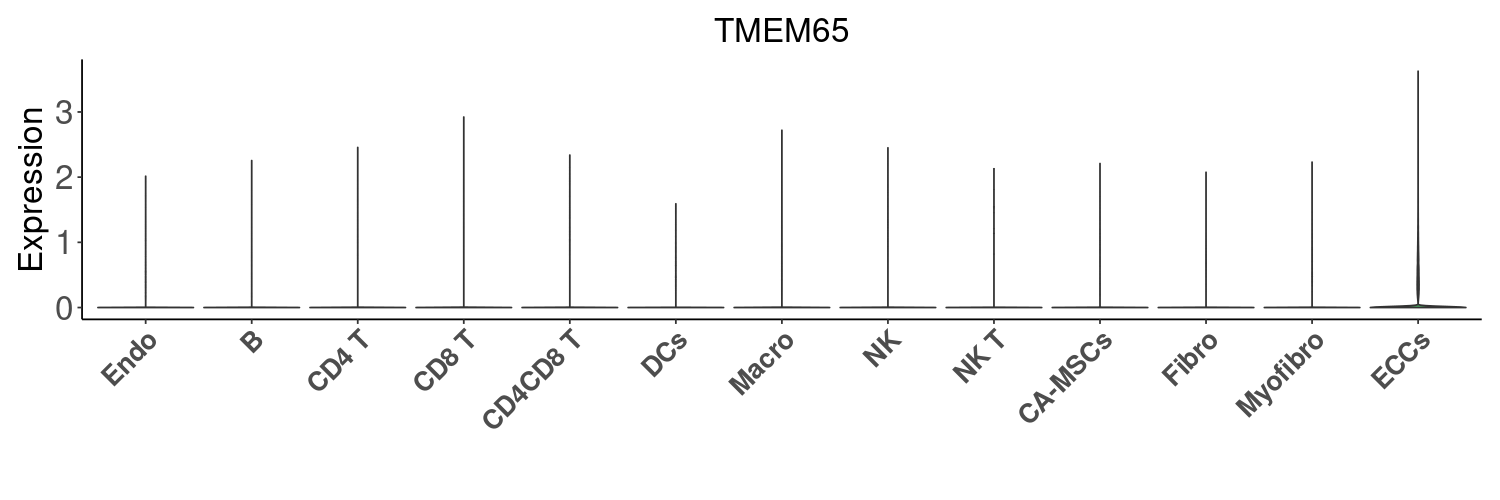 TMEM65
Expression
3
2
1
0
Endo
B
CD4 T
CD8 T
CD4CD8 T
DCs
Macro
NK
NK T
CA-MSCs
Fibro
Myofibro
ECCs